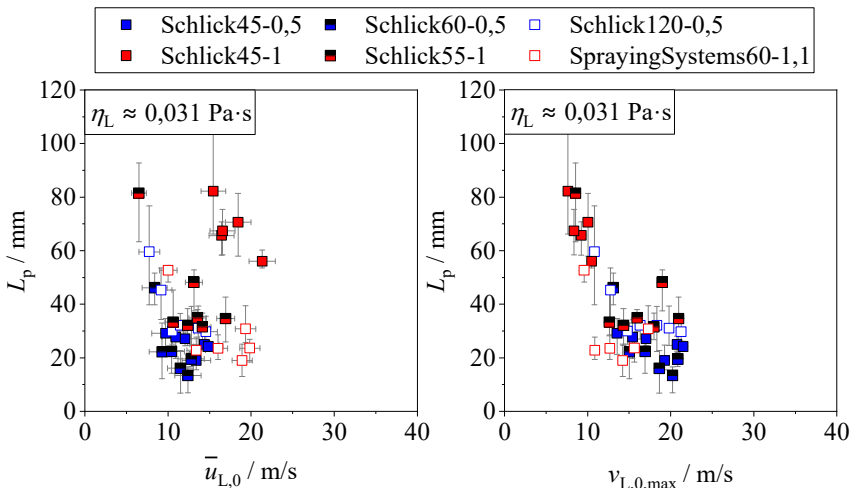 Schlick45-0,5 Schlick60-0,5 Schlick120-0,5
Schlick45-1 Schlick55-1 SprayingSystems60-1,1
η_L ≈ 0,031 Pa·s
120
100
80
60
40
20
0
L_p / mm
0 10 20 30 40
ū_L,0 / m/s
η_L ≈ 0,031 Pa·s
120
100
80
60
40
20
0
L_p / mm
0 10 20 30 40
v_L,0,max / m/s